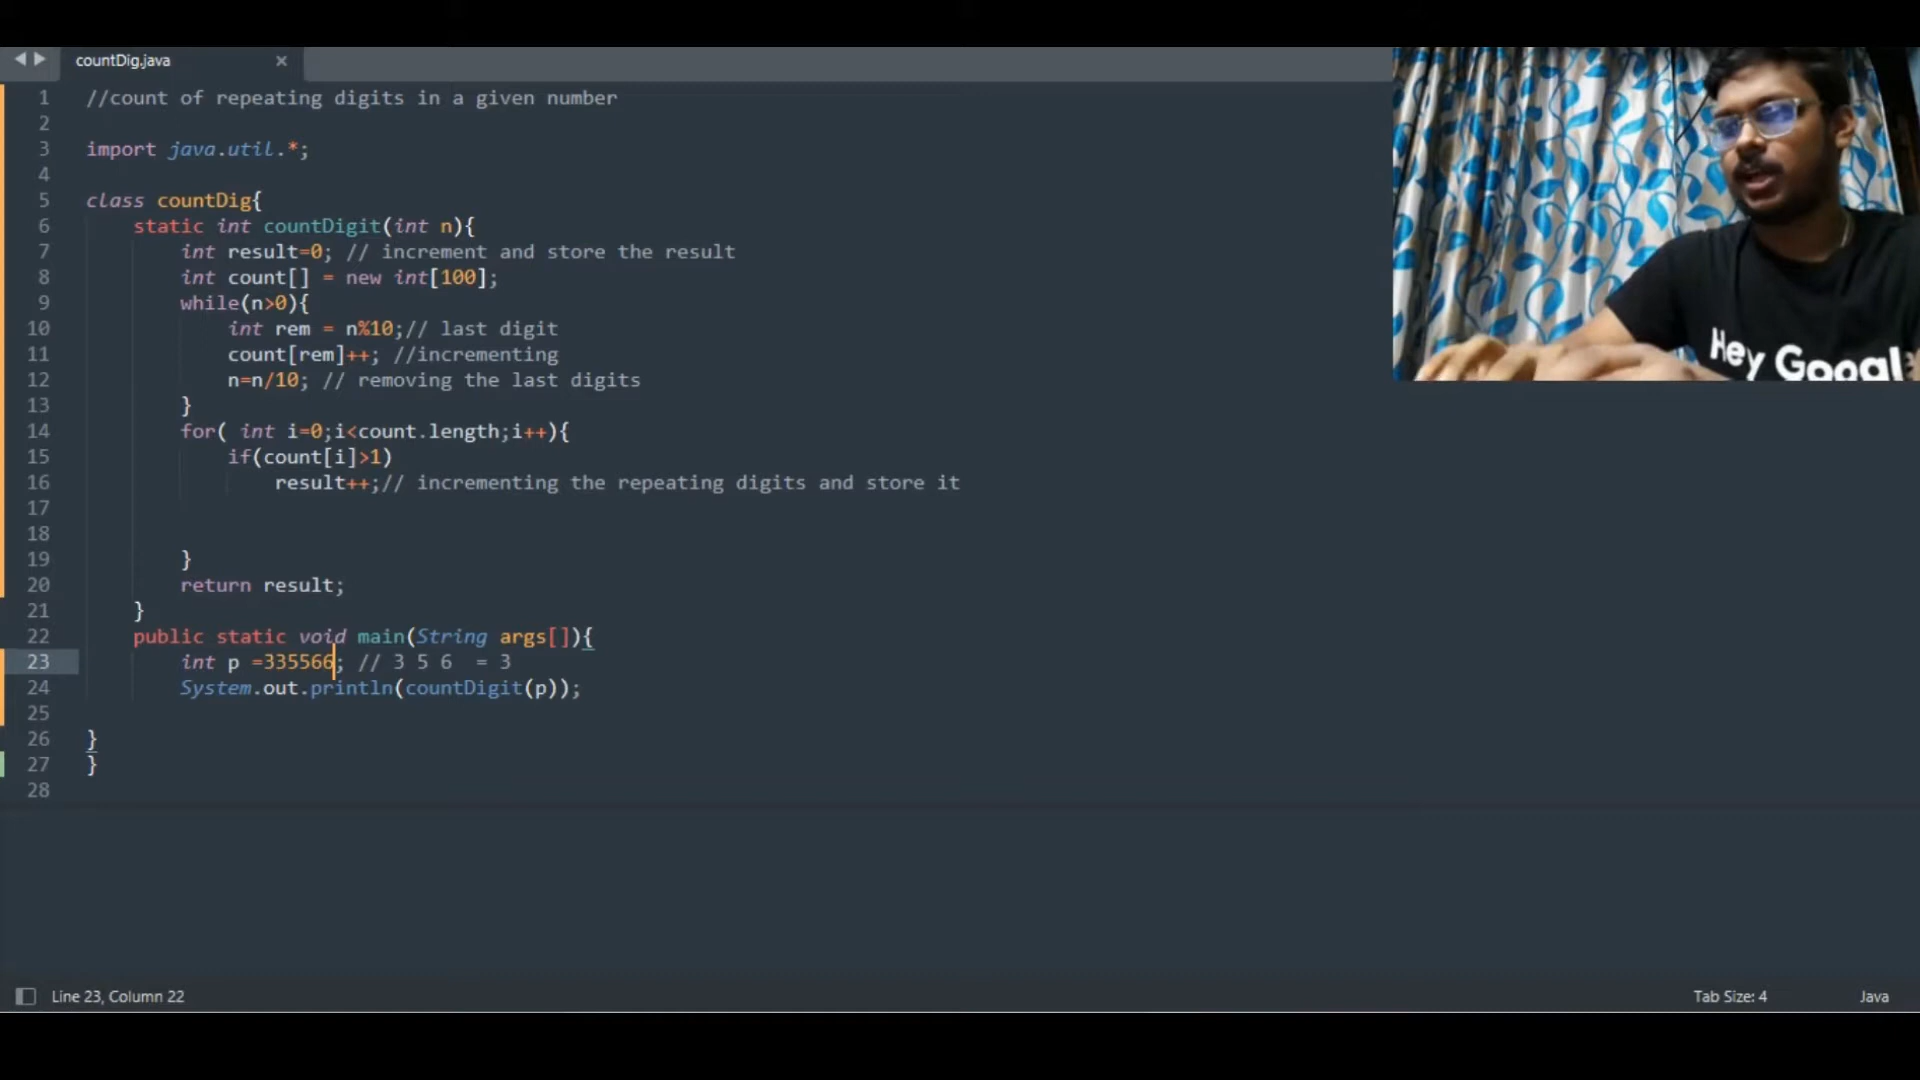 countDig.java ×
1 //count of repeating digits in a given number
2
3 import java.util.*;
4
5 class countDig{
6 static int countDigit(int n){
7 int result=0; // increment and store the result
8 int count[] = new int[100];
9 while(n>0){
10 int rem = n%10;// last digit
11 count[rem]++; //incrementing
12 n=n/10; // removing the last digits
13 }
14 for( int i=0;i<count.length;i++){
15 if(count[i]>1)
16 result++;// incrementing the repeating digits and store it
17
18
19 }
20 return result;
21 }
22 public static void main(String args[]){
23 int p =335566; // 3 5 6  = 3
24 System.out.println(countDigit(p));
25
26 }
27 }
28
Hey Googl
Line 23, Column 22
Tab Size: 4
Java